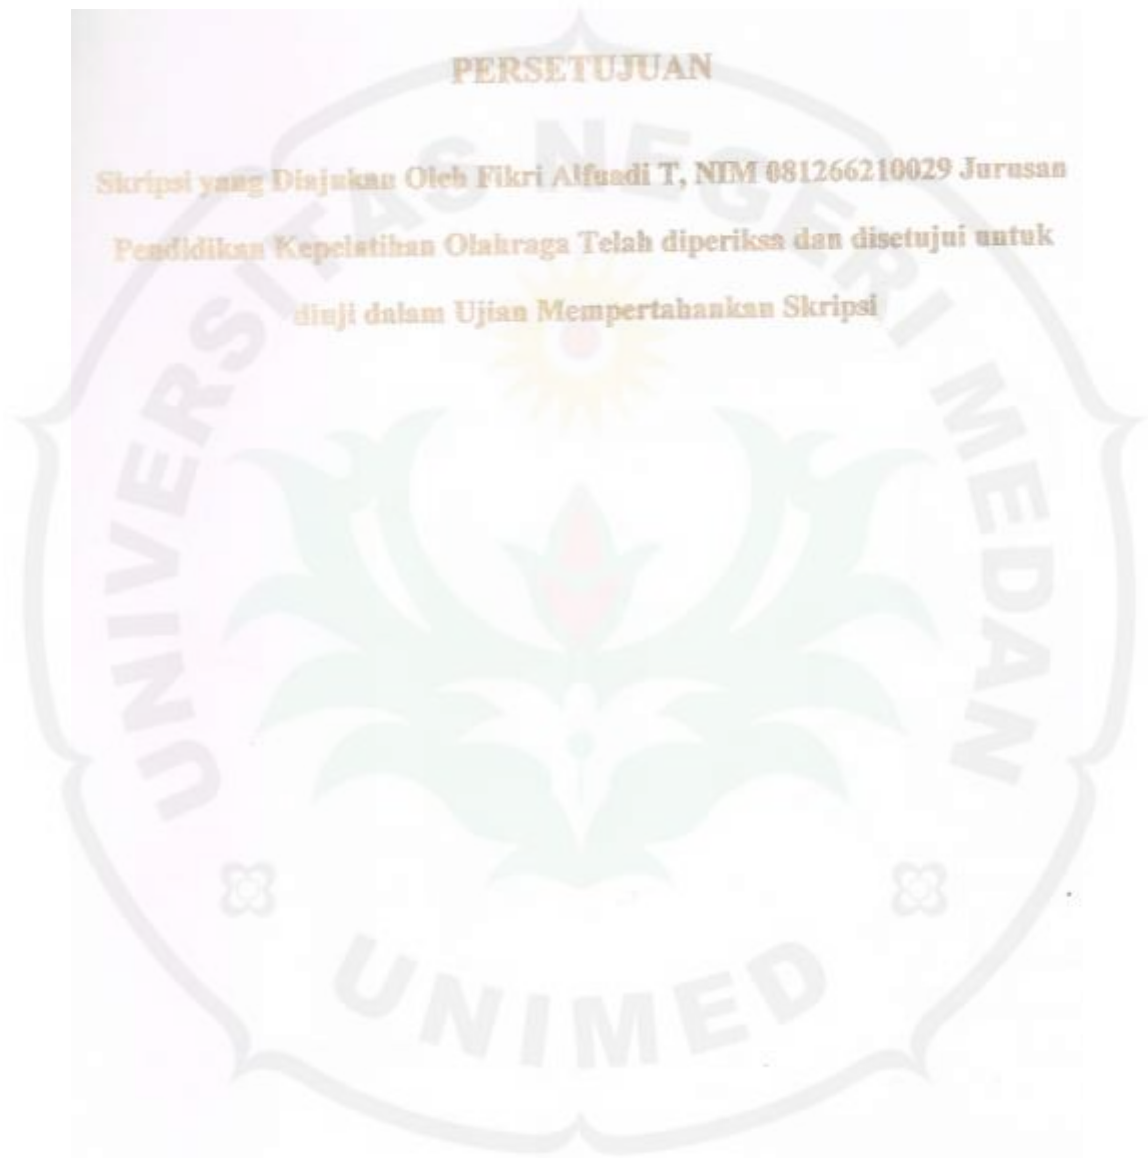 PERSETUJUAN
Skripsi yang Diajukan Oleh Fikri Alfuadi T, NIM 081266210029 Jurusan
Pendidikan Kepelatihan Olahraga Telah diperiksa dan disetujui untuk
diuji dalam Ujian Mempertahankan Skripsi
UNIVERSITAS NEGERI MEDAN
UNIMED